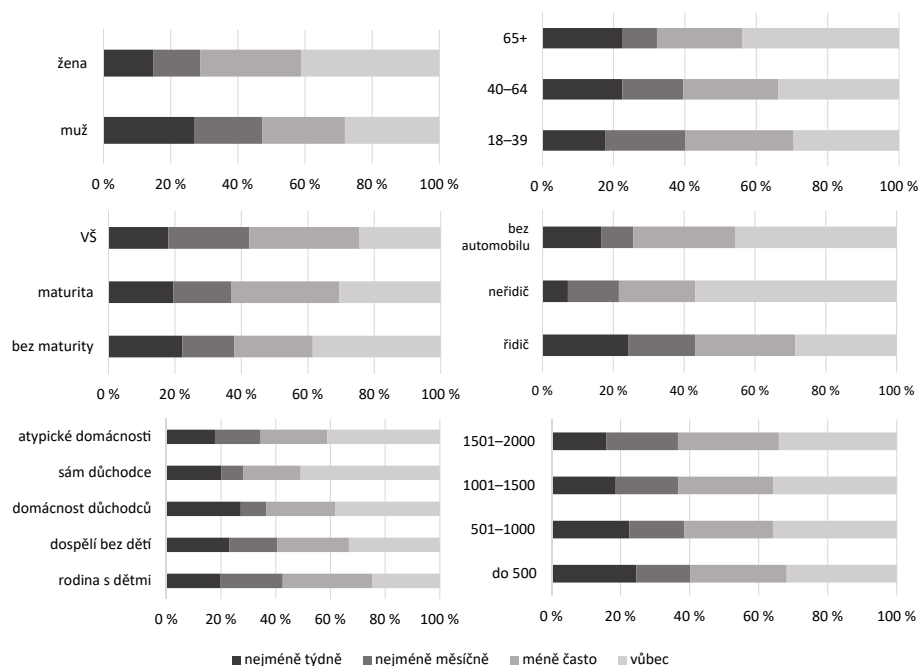 žena
muž
0 % 20 % 40 % 60 % 80 % 100 %
65+
40–64
18–39
0 % 20 % 40 % 60 % 80 % 100 %
VŠ
maturita
bez maturity
0 % 20 % 40 % 60 % 80 % 100 %
bez
automobilu
neřidič
řidič
0 % 20 % 40 % 60 % 80 % 100 %
atypické domácnosti
sám důchodce
domácnost důchodců
dospělí bez dětí
rodina s dětmi
0 % 20 % 40 % 60 % 80 % 100 %
1501–2000
1001–1500
501–1000
do 500
0 % 20 % 40 % 60 % 80 % 100 %
nejméně týdně nejméně měsíčně méně často vůbec